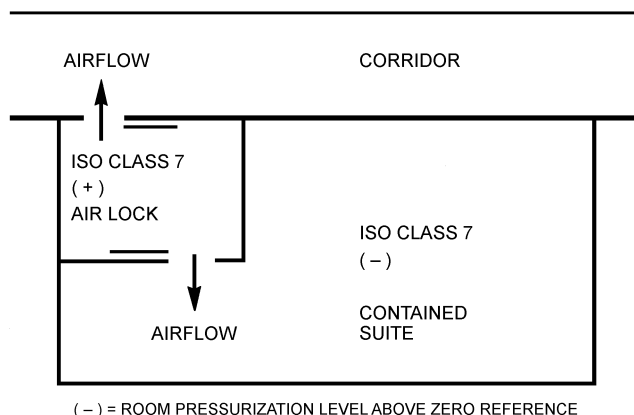 AIRFLOW
CORRIDOR
ISO CLASS 7
( + )
AIR LOCK
ISO CLASS 7
( – )
AIRFLOW
CONTAINED
SUITE
( – ) = ROOM PRESSURIZATION LEVEL ABOVE ZERO REFERENCE